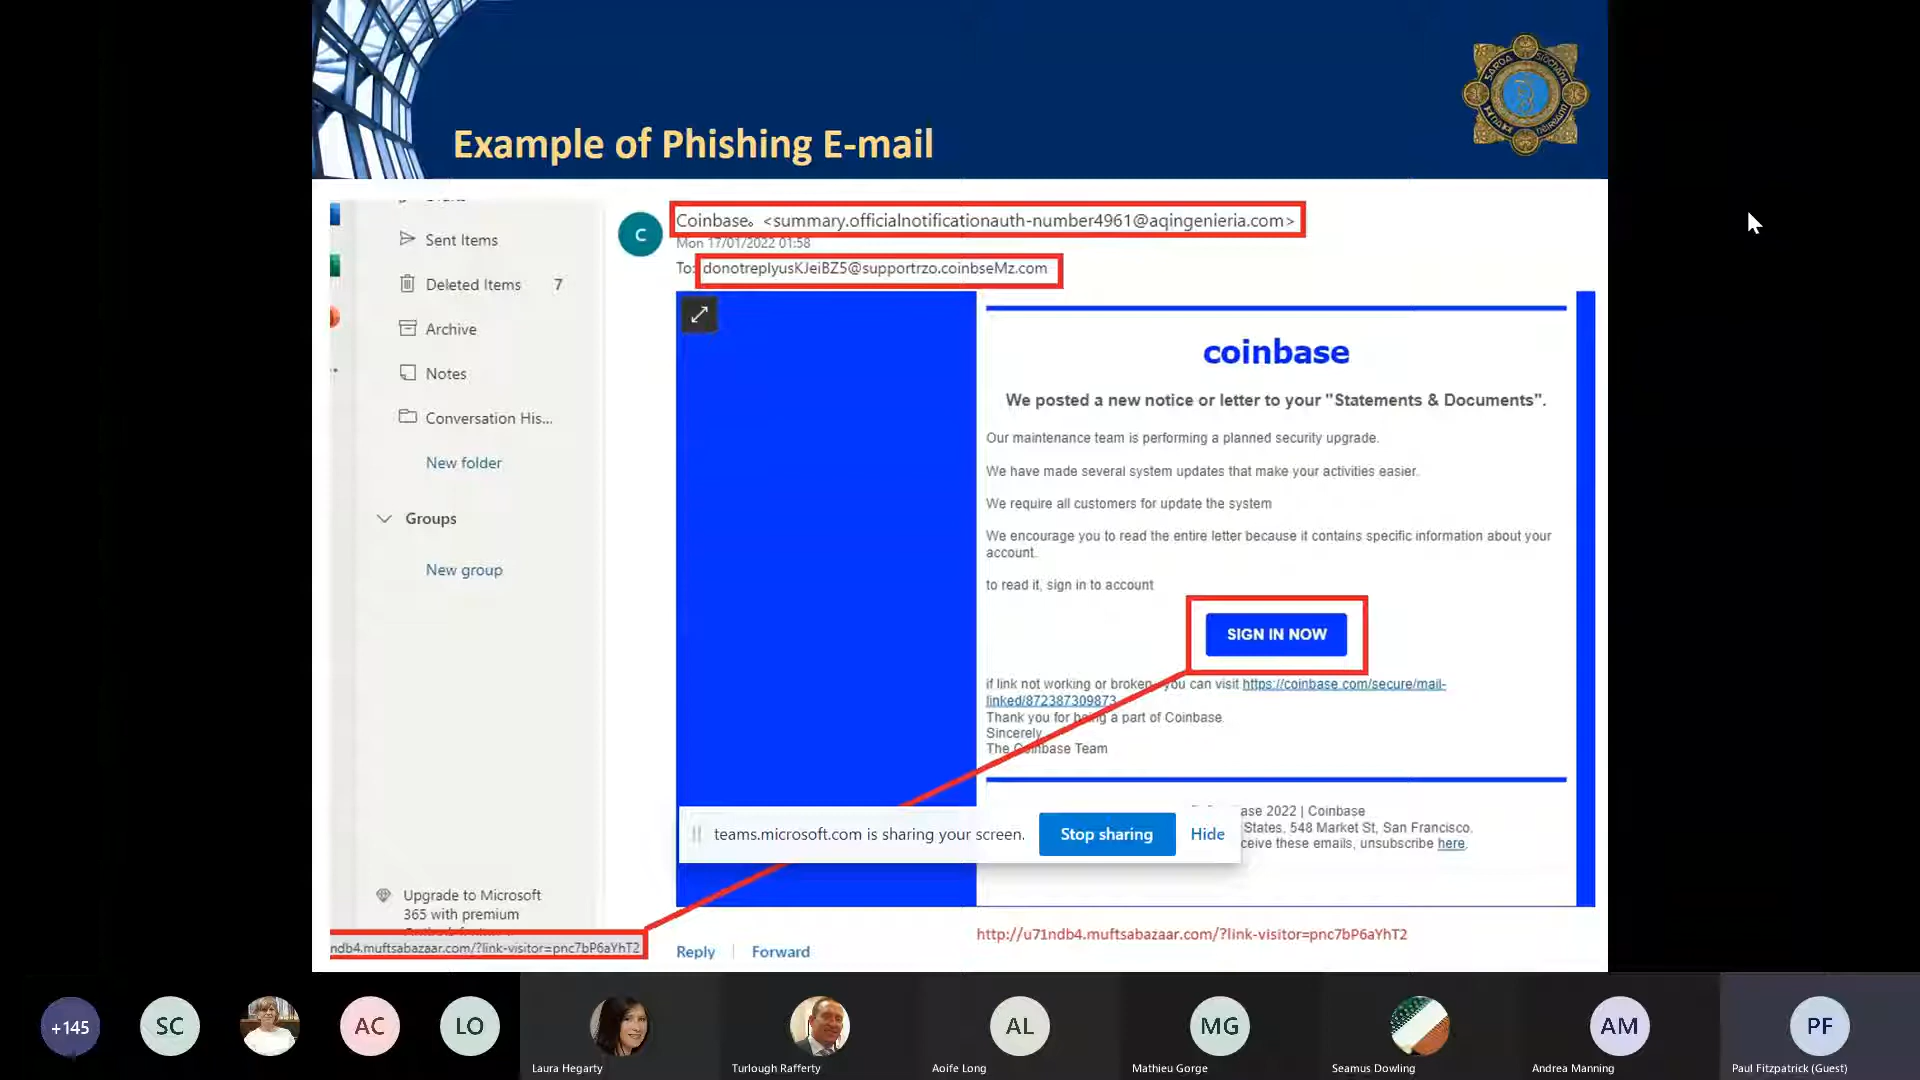 Example of Phishing E-mail
GARDA SÍOCHÁNA
NA hÉIREANN
Sent Items
Deleted Items 7
Archive
Notes
Conversation His...
New folder
Groups
New group
Upgrade to Microsoft
365 with premium
ndb4.muftsabazaar.com/?link-visitor=pnc7bP6aYhT2
C
Coinbase。 <summary.officialnotificationauth-number4961@aqingenieria.com>
Mon 17/01/2022 01:58
To: donotreplyusKJeiBZ5@supportrzo.coinbseMz.com
coinbase
We posted a new notice or letter to your "Statements & Documents".
Our maintenance team is performing a planned security upgrade.
We have made several system updates that make your activities easier.
We require all customers for update the system
We encourage you to read the entire letter because it contains specific information about your
account.
to read it, sign in to account
SIGN IN NOW
if link not working or broken, you can visit https://coinbase.com/secure/mail-
linked/872387309873
Thank you for being a part of Coinbase.
Sincerely,
The Coinbase Team
ase 2022 | Coinbase
States, 548 Market St, San Francisco.
ceive these emails, unsubscribe here.
teams.microsoft.com is sharing your screen. Stop sharing Hide
http://u71ndb4.muftsabazaar.com/?link-visitor=pnc7bP6aYhT2
Reply | Forward
+145 SC AC LO AL MG AM PF
Laura Hegarty Turlough Rafferty Aoife Long Mathieu Gorge Seamus Dowling Andrea Manning Paul Fitzpatrick (Guest)